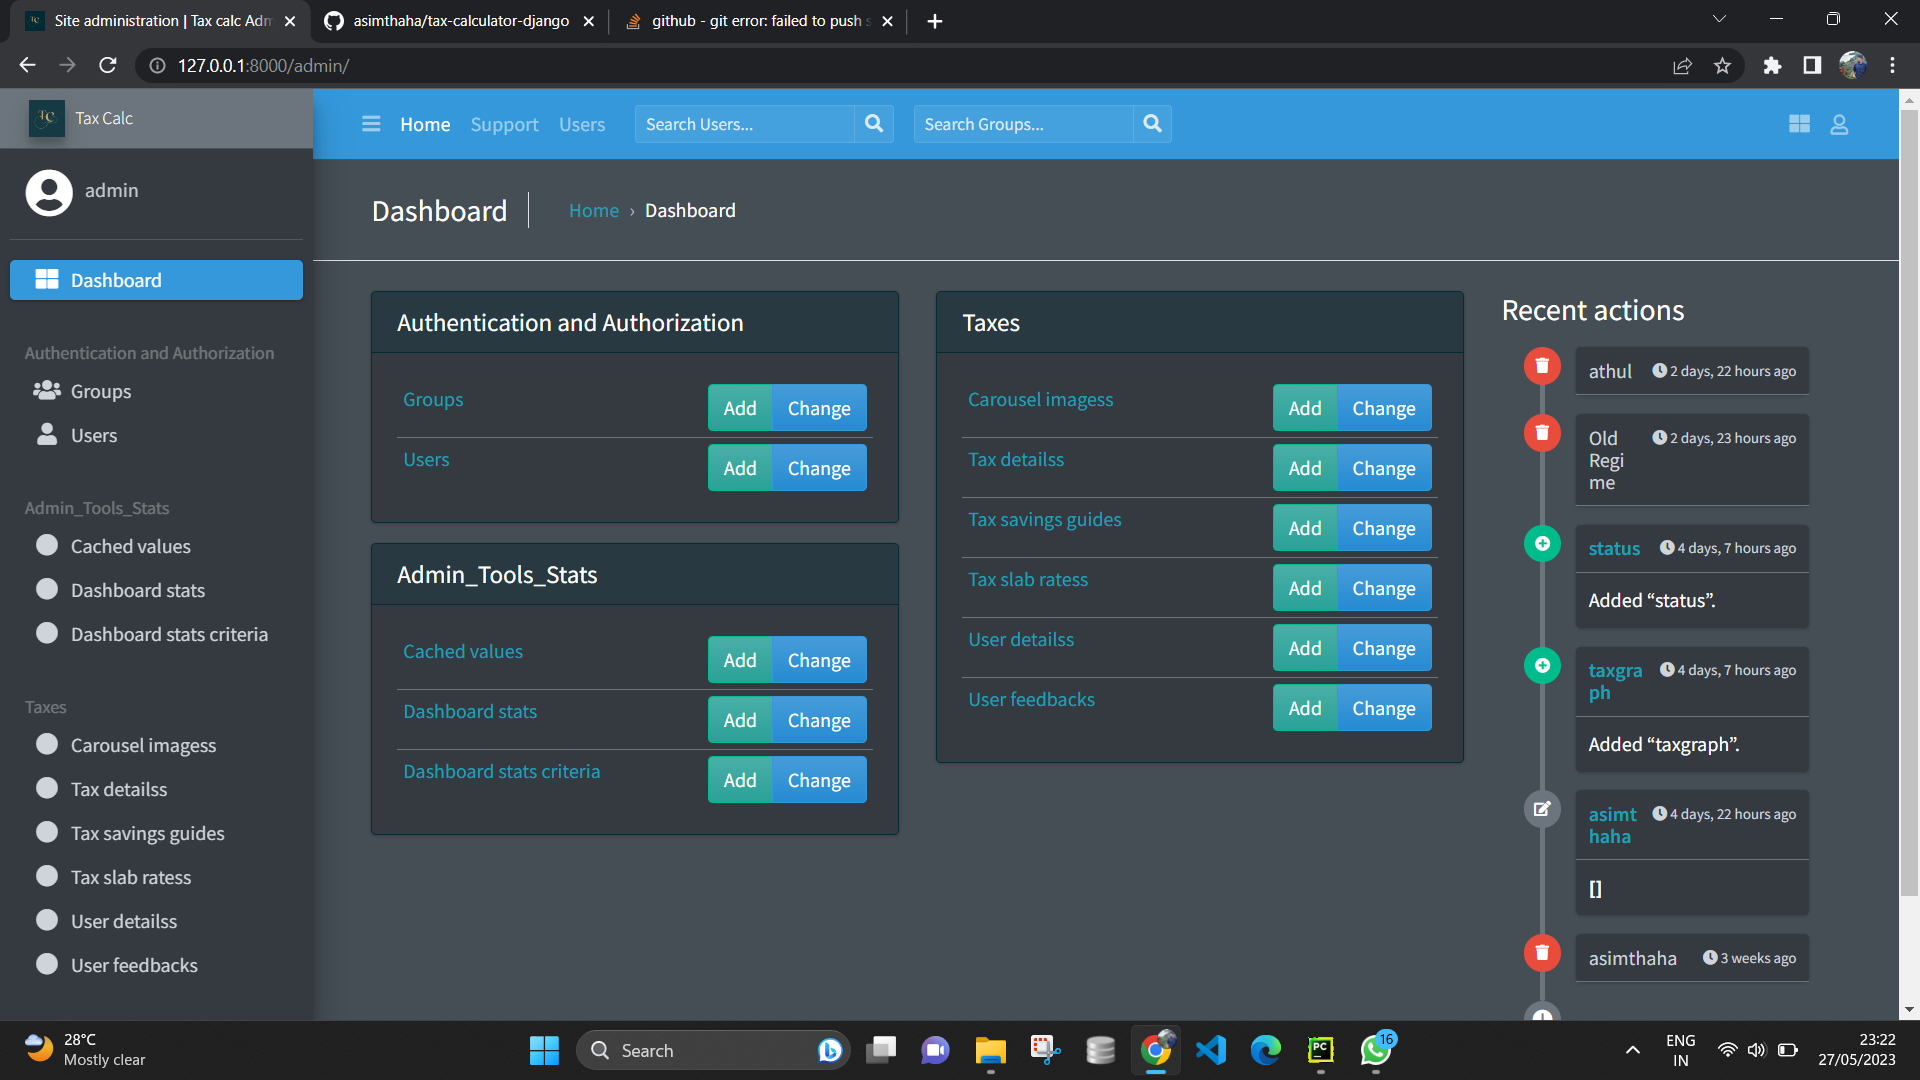 Site administration | Tax calc Adm
asimthaha/tax-calculator-django
github - git error: failed to push s
127.0.0.1:8000/admin/
TC
Tax Calc
Home
Support
Users
Search Users...
Search Groups...
admin
Dashboard
Home › Dashboard
Dashboard
Authentication and Authorization
Groups
Users
Admin_Tools_Stats
Cached values
Dashboard stats
Dashboard stats criteria
Taxes
Carousel imagess
Tax detailss
Tax savings guides
Tax slab ratess
User detailss
User feedbacks
Authentication and Authorization
Groups Add Change
Users Add Change
Admin_Tools_Stats
Cached values Add Change
Dashboard stats Add Change
Dashboard stats criteria Add Change
Taxes
Carousel imagess Add Change
Tax detailss Add Change
Tax savings guides Add Change
Tax slab ratess Add Change
User detailss Add Change
User feedbacks Add Change
Recent actions
athul 2 days, 22 hours ago
Old 2 days, 23 hours ago
Regi
me
status 4 days, 7 hours ago
Added “status”.
taxgra 4 days, 7 hours ago
ph
Added “taxgraph”.
asimt 4 days, 22 hours ago
haha
[]
asimthaha 3 weeks ago
28°C
Mostly clear
Search
PC
16
ENG
IN
23:22
27/05/2023